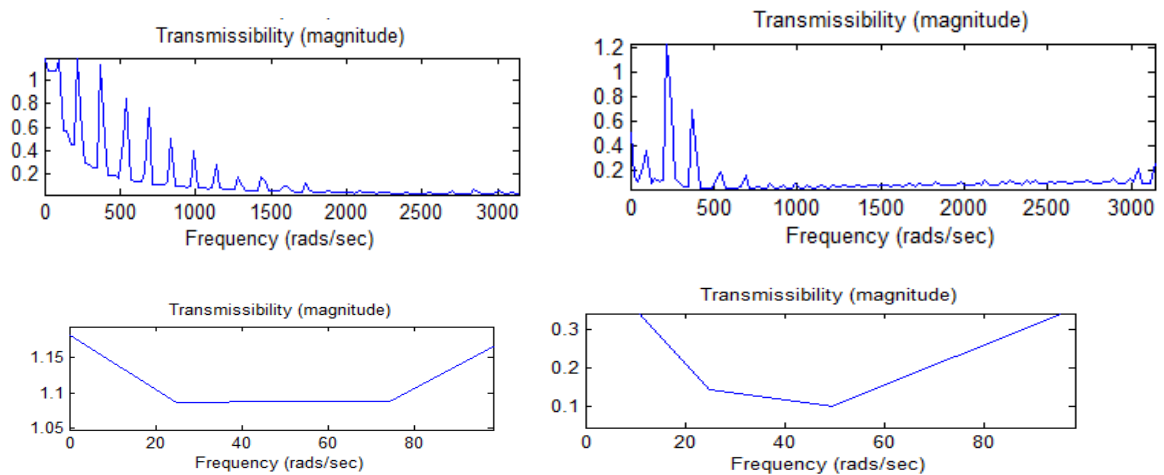 Transmissibility (magnitude)
1
0.8
0.6
0.4
0.2
0 500 1000 1500 2000 2500 3000
Frequency (rads/sec)
Transmissibility (magnitude)
1.2
1
0.8
0.6
0.4
0.2
0 500 1000 1500 2000 2500 3000
Frequency (rads/sec)
Transmissibility (magnitude)
1.15
1.1
1.05
0 20 40 60 80
Frequency (rads/sec)
Transmissibility (magnitude)
0.3
0.2
0.1
0 20 40 60 80
Frequency (rads/sec)